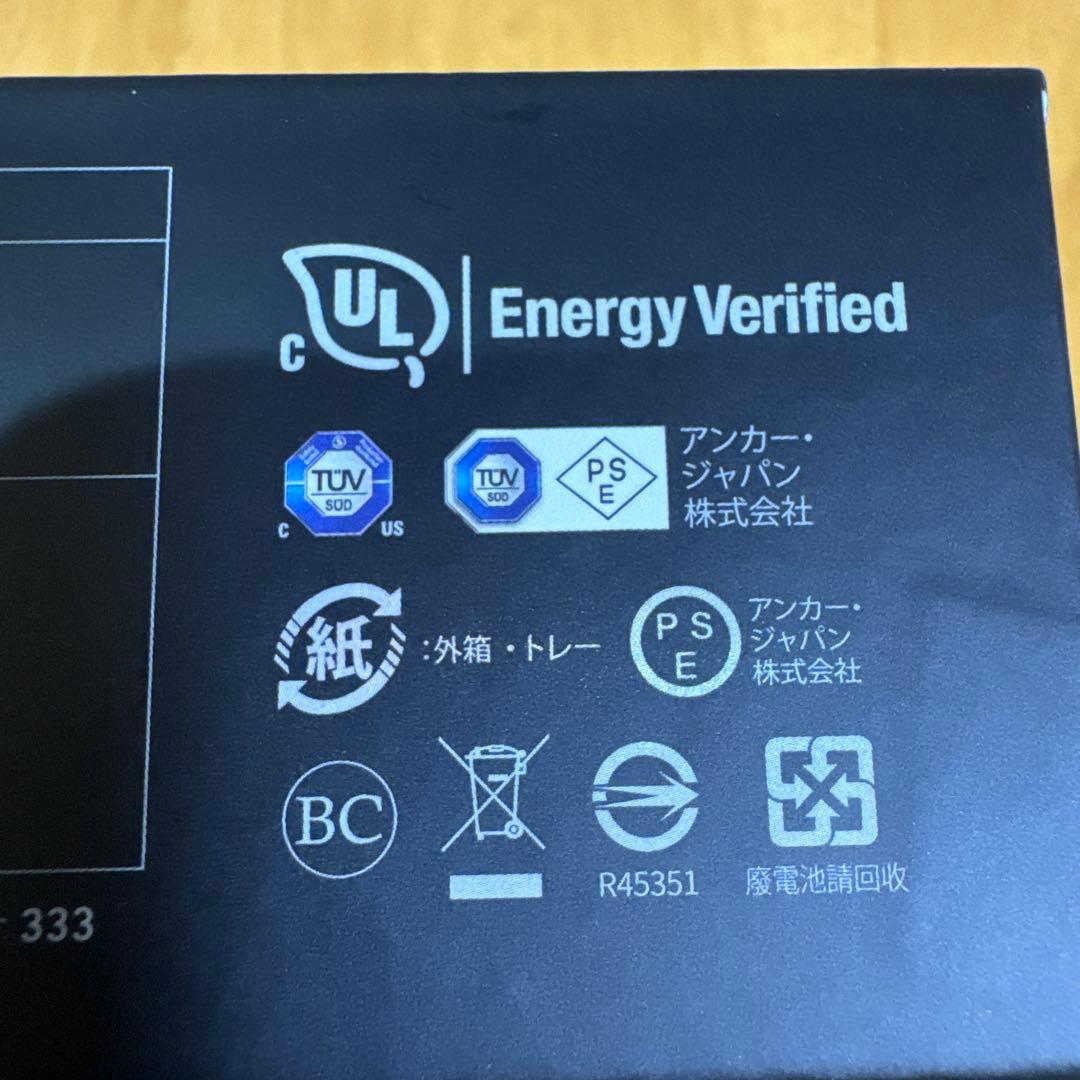 C UL Energy Verified
TÜV
SÜD
C US
TÜV
SÜD
PS
E
アンカー・
ジャパン
株式会社
紙 :外箱・トレー
PS
E
アンカー・
ジャパン
株式会社
BC
R45351
廢電池請回收
333